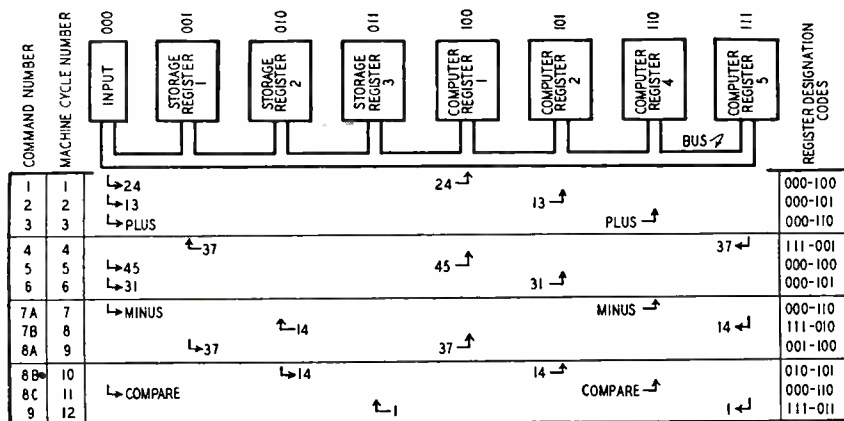 000 001 010 011 100 101 110 111
COMMAND NUMBER
MACHINE CYCLE NUMBER
INPUT
STORAGE REGISTER 1
STORAGE REGISTER 2
STORAGE REGISTER 3
COMPUTER REGISTER 1
COMPUTER REGISTER 2
COMPUTER REGISTER 4
COMPUTER REGISTER 5
BUS
REGISTER DESIGNATION CODES
1 1 24 24 000-100
2 2 13 13 000-101
3 3 PLUS PLUS 000-110
4 4 37 37 111-001
5 5 45 45 000-100
6 6 31 31 000-101
7A 7 MINUS MINUS 000-110
7B 8 14 14 111-010
8A 9 37 37 001-100
8B 10 14 14 010-101
8C 11 COMPARE COMPARE 000-110
9 12 1 1 111-011